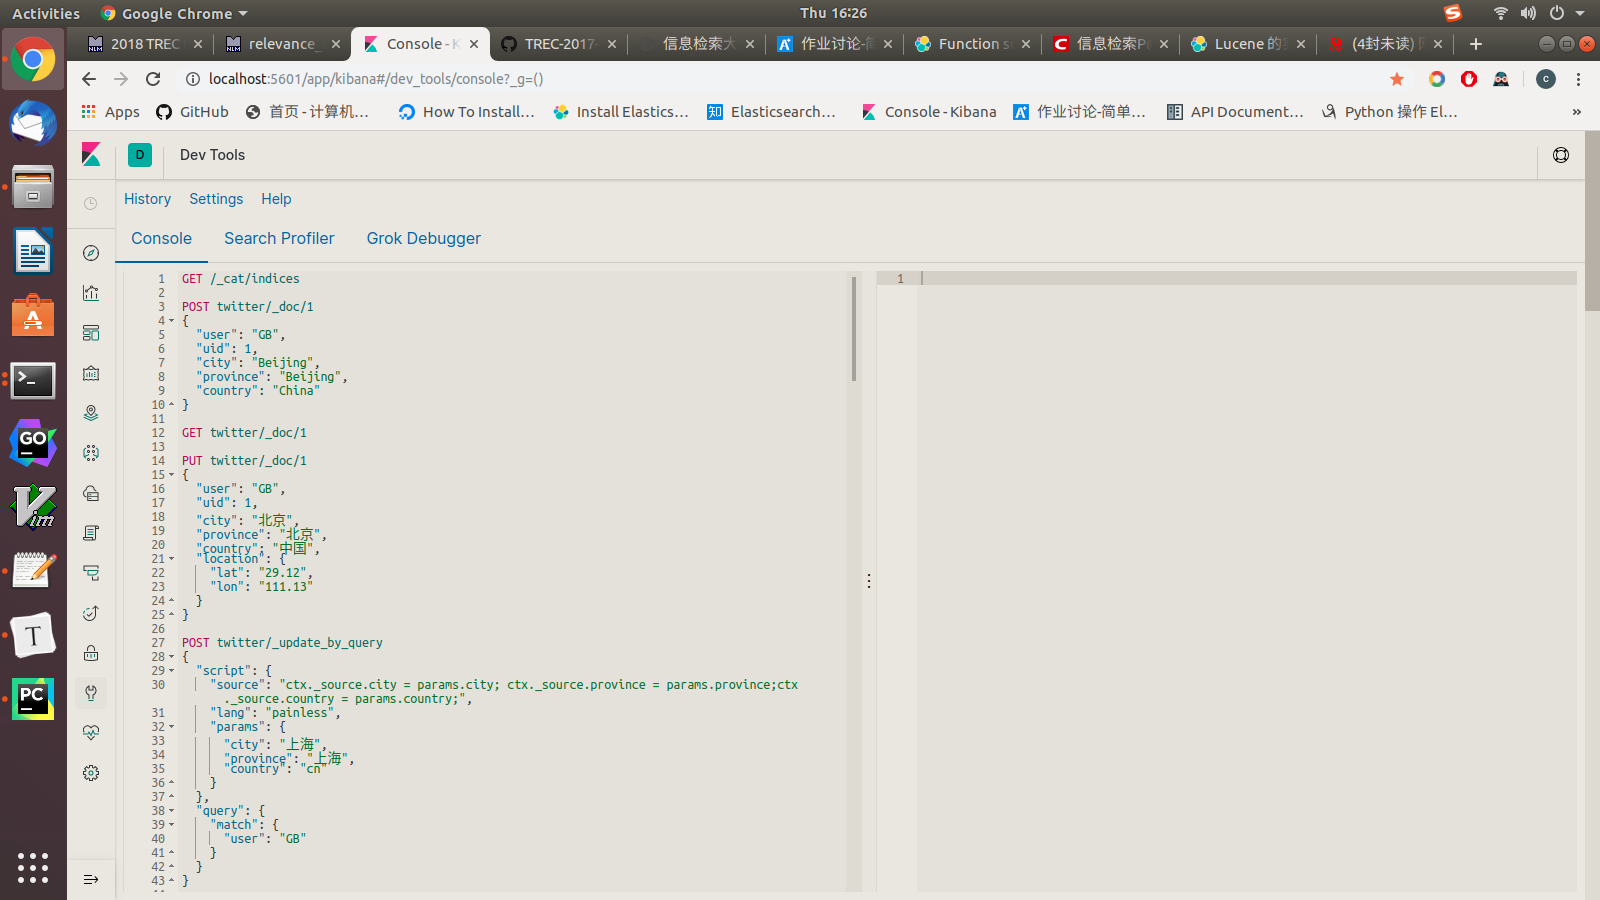 Activities Google Chrome Thu 16:26
2018 TREC relevance_ Console - K TREC-2017- 信息检索大 作业讨论-简 Function s 信息检索P Lucene 的 (4封未读)
localhost:5601/app/kibana#/dev_tools/console?_g=() c
Apps GitHub 首页 - 计算机... How To Install... Install Elastics... Elasticsearch... Console - Kibana 作业讨论-简单... API Document... Python 操作 El... »
D Dev Tools
History Settings Help
Console Search Profiler Grok Debugger
1 GET /_cat/indices 1
2
3 POST twitter/_doc/1
4 {
5 "user": "GB",
6 "uid": 1,
7 "city": "Beijing",
8 "province": "Beijing",
9 "country": "China"
10 }
11
12 GET twitter/_doc/1
13
14 PUT twitter/_doc/1
15 {
16 "user": "GB",
17 "uid": 1,
18 "city": "北京",
19 "province": "北京",
20 "country": "中国",
21 "location": {
22 "lat": "29.12",
23 "lon": "111.13"
24 }
25 }
26
27 POST twitter/_update_by_query
28 {
29 "script": {
30 "source": "ctx._source.city = params.city; ctx._source.province = params.province;ctx
._source.country = params.country;",
31 "lang": "painless",
32 "params": {
33 "city": "上海",
34 "province": "上海",
35 "country": "cn"
36 }
37 },
38 "query": {
39 "match": {
40 "user": "GB"
41 }
42 }
43 }